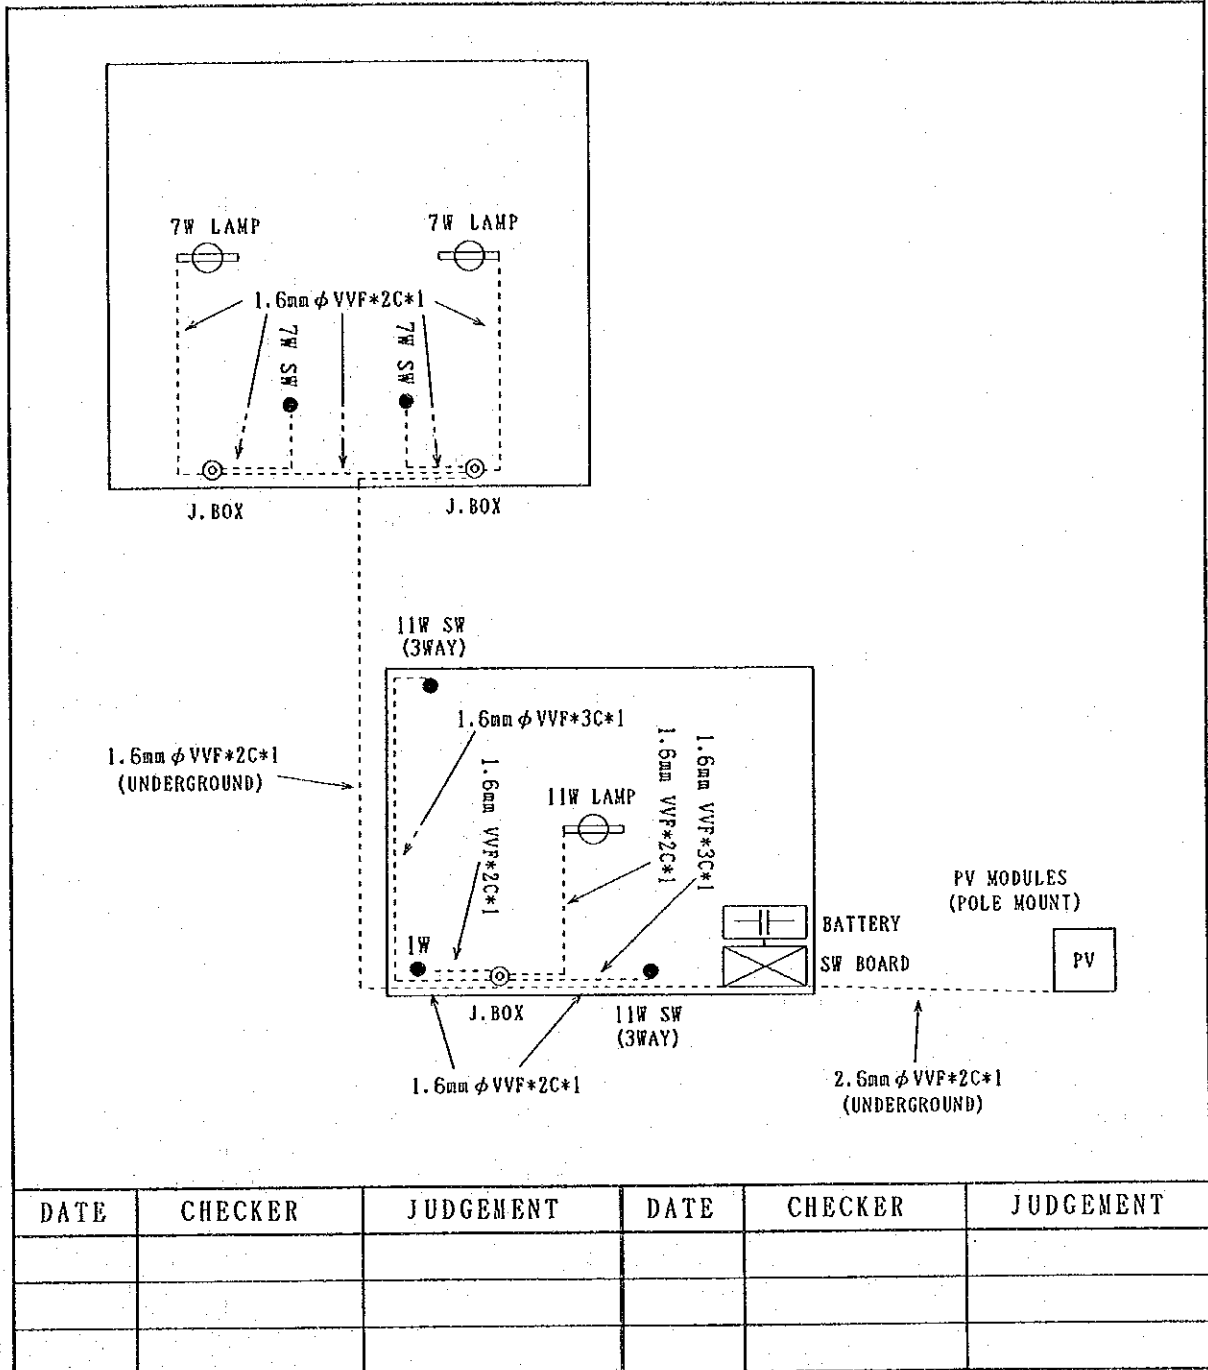 7W LAMP
7W LAMP
1.6mmφVVF*2C*1
7W SW
7W SW
J.BOX
J.BOX
11W SW
(3WAY)
1.6mmφVVF*3C*1
1.6mmφVVF*2C*1
(UNDERGROUND)
1.6mm VVF*2C*1
11W LAMP
1.6mm VVF*2C*1
1.6mm VVF*3C*1
PV MODULES
(POLE MOUNT)
BATTERY
1W
SW BOARD
PV
J.BOX
11W SW
(3WAY)
1.6mmφVVF*2C*1
2.6mmφVVF*2C*1
(UNDERGROUND)
DATE CHECKER JUDGEMENT DATE CHECKER JUDGEMENT